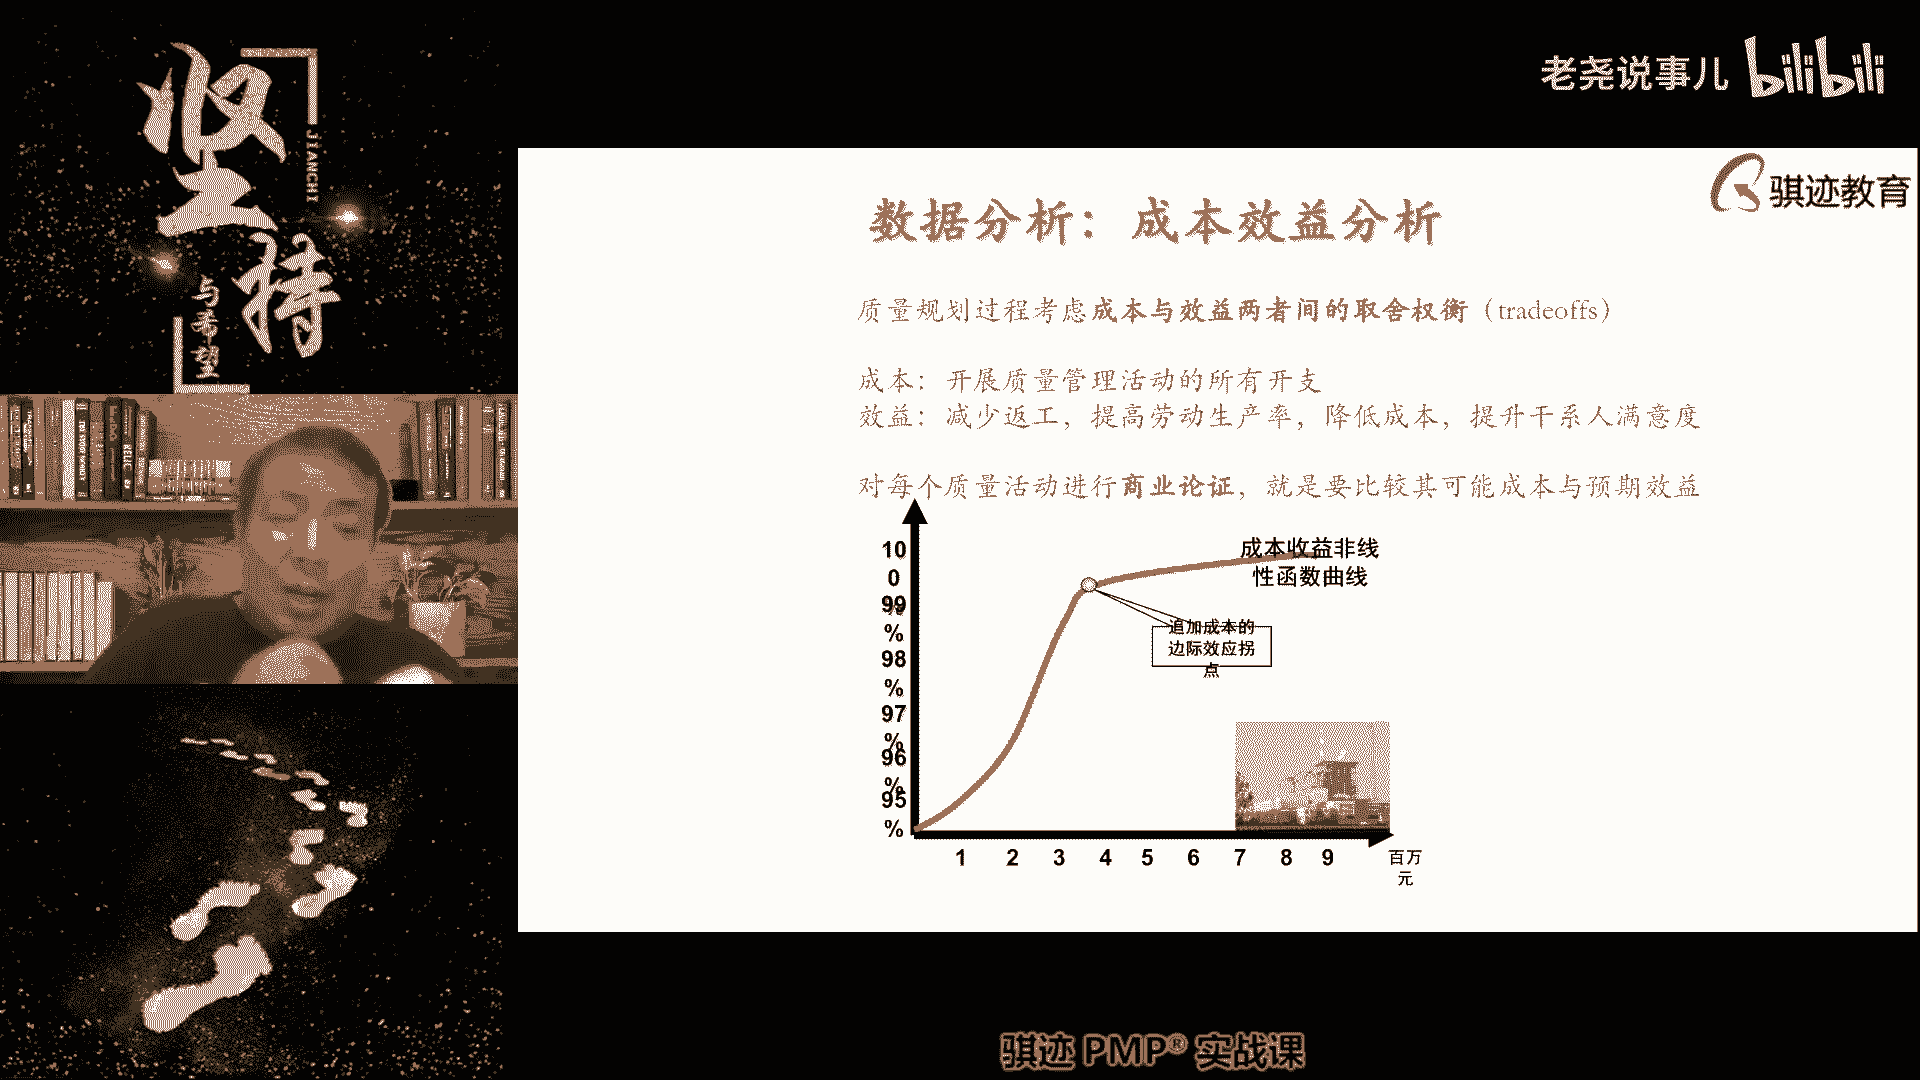 坚持
JIANCHI
与希望
老尧说事儿 bilibili
骐迹教育
数据分析：成本效益分析
质量规划过程考虑成本与效益两者间的取舍权衡（tradeoffs）
成本：开展质量管理活动的所有开支
效益：减少返工，提高劳动生产率，降低成本，提升干系人满意度
对每个质量活动进行商业论证，就是要比较其可能成本与预期效益
成本收益非线
性函数曲线
追加成本的
边际效应拐
点
10
0
%
99
%
98
%
97
%
96
%
95
%
1 2 3 4 5 6 7 8 9 百万
元
骐迹 PMP® 实战课